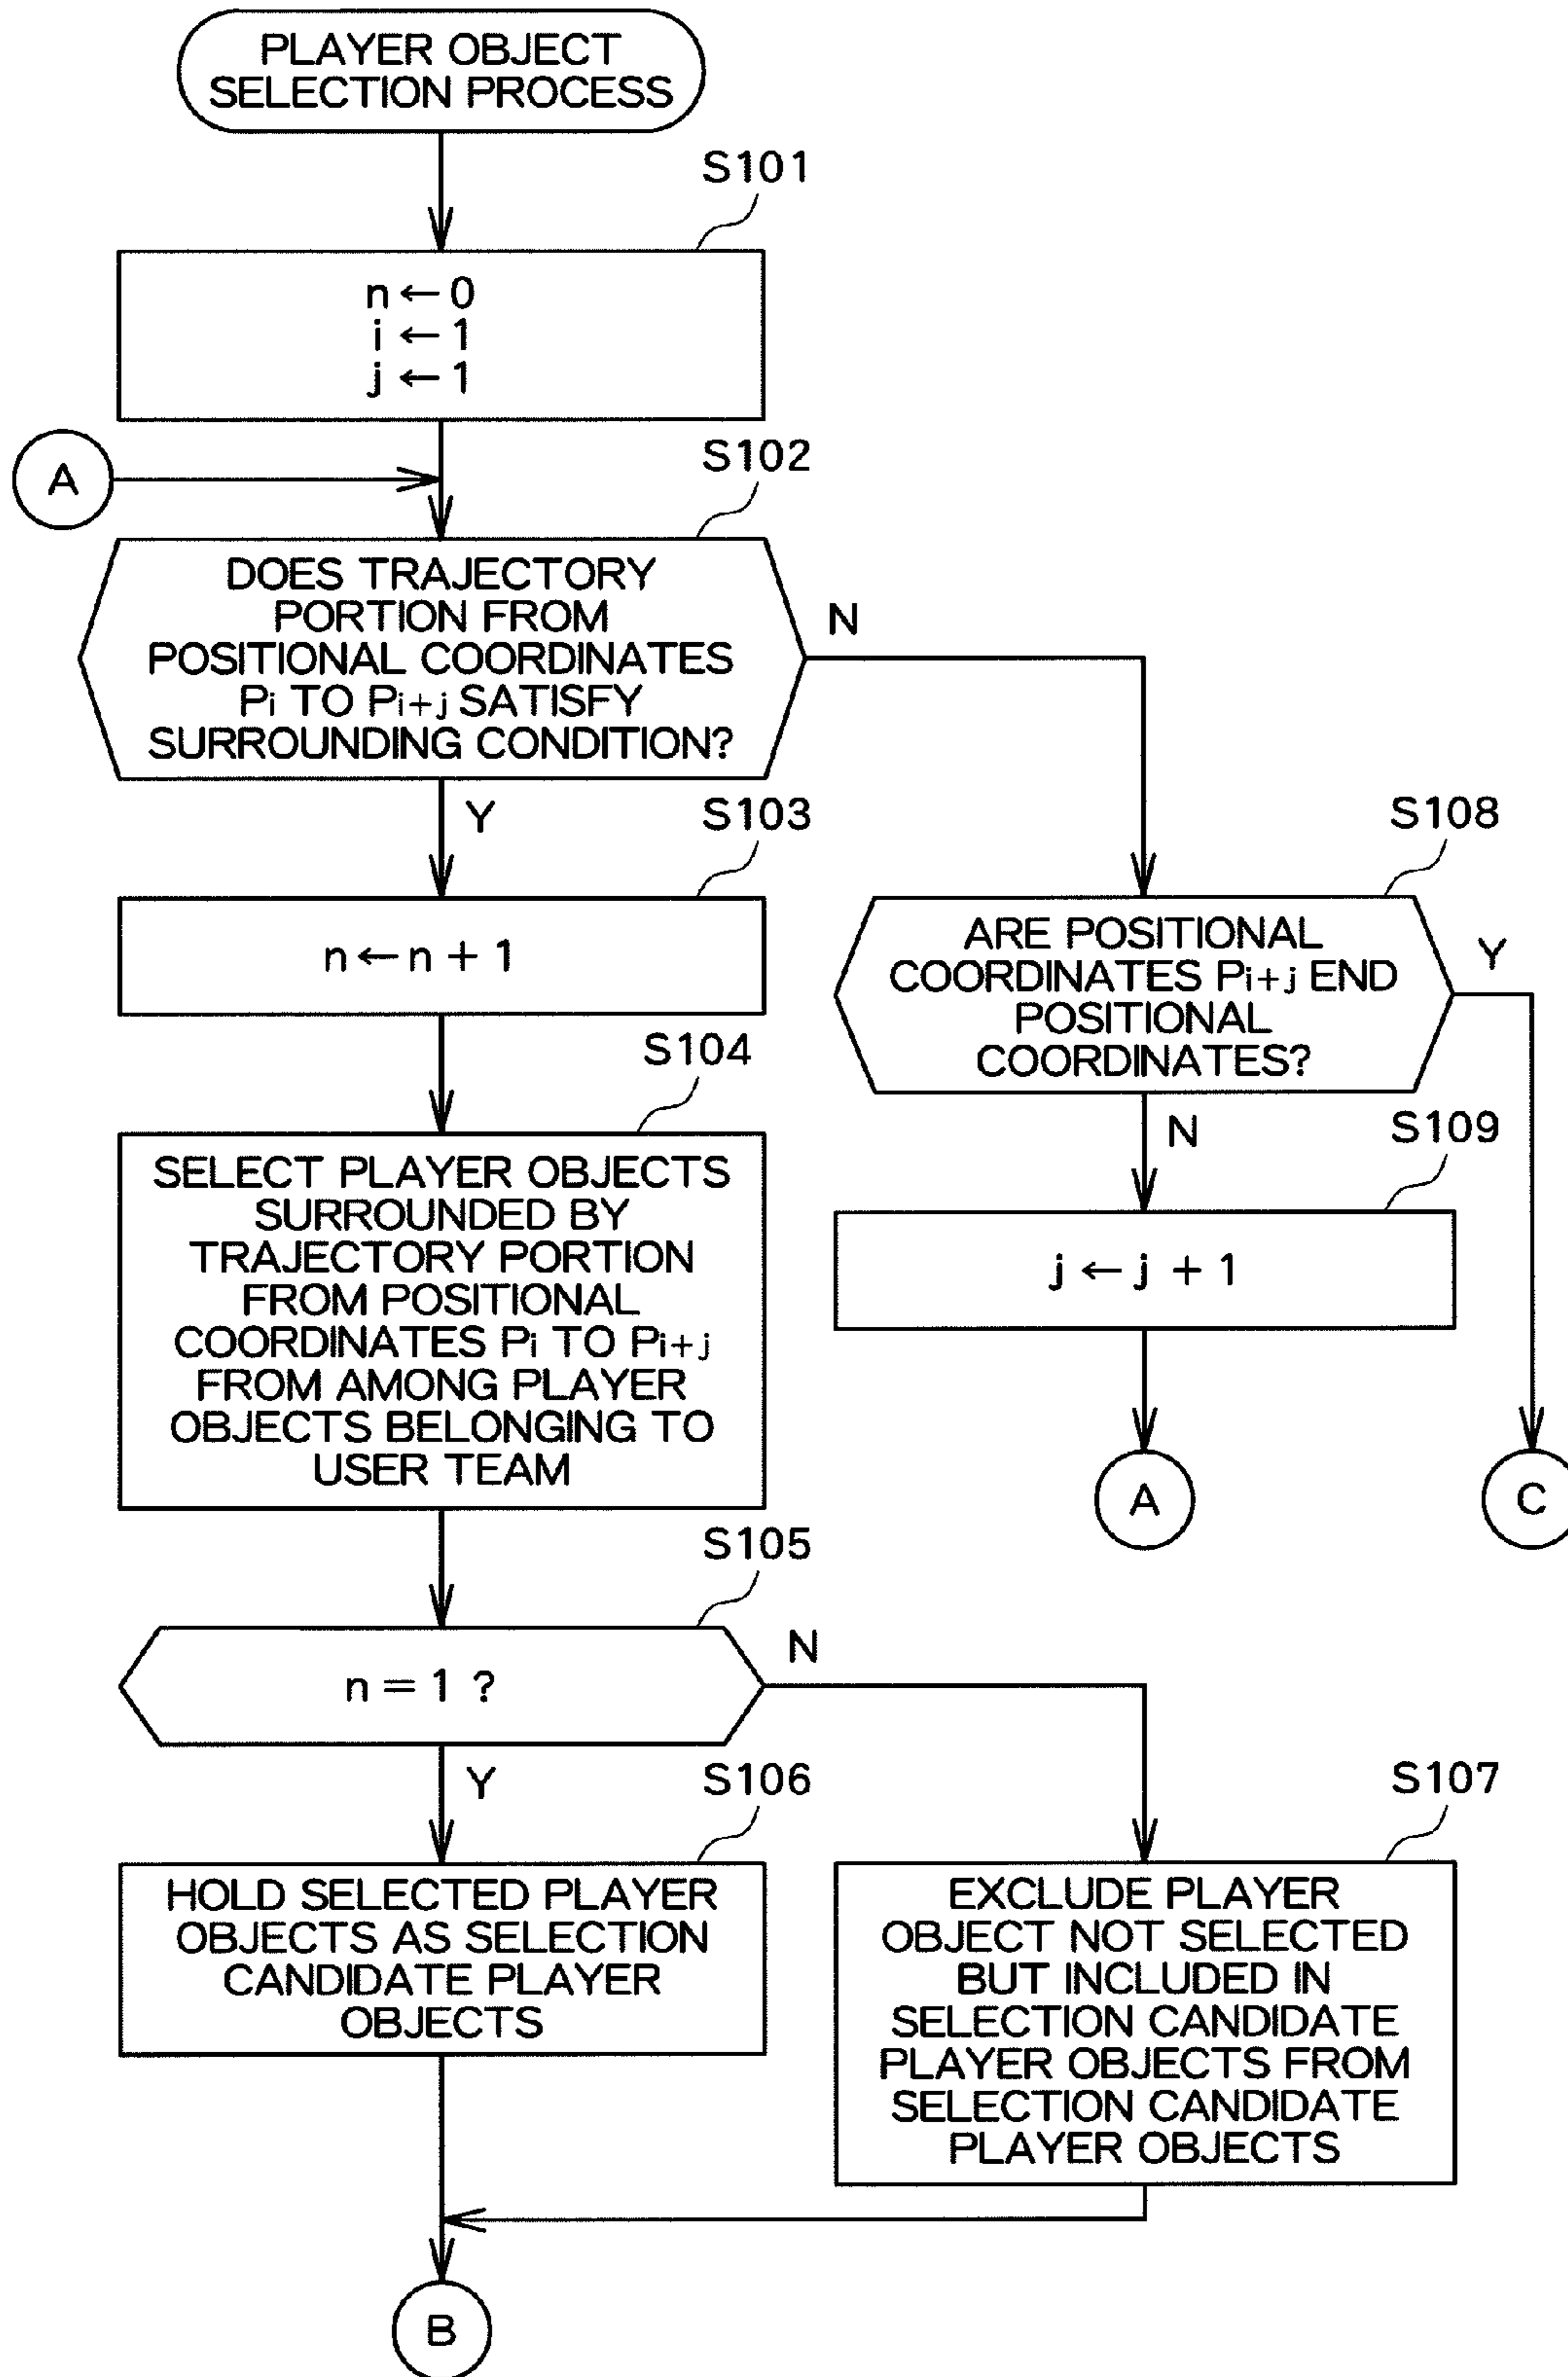 PLAYER OBJECT
SELECTION PROCESS
S101
n ← 0
i ← 1
j ← 1
A
S102
DOES TRAJECTORY
PORTION FROM
POSITIONAL COORDINATES
Pi TO Pi+j SATISFY
SURROUNDING CONDITION?
N
Y
S103
n ← n + 1
S108
ARE POSITIONAL
COORDINATES Pi+j END
POSITIONAL
COORDINATES?
Y
N
S104
SELECT PLAYER OBJECTS
SURROUNDED BY
TRAJECTORY PORTION
FROM POSITIONAL
COORDINATES Pi TO Pi+j
FROM AMONG PLAYER
OBJECTS BELONGING TO
USER TEAM
S109
j ← j + 1
A
C
S105
n = 1 ?
N
Y
S106
HOLD SELECTED PLAYER
OBJECTS AS SELECTION
CANDIDATE PLAYER
OBJECTS
S107
EXCLUDE PLAYER
OBJECT NOT SELECTED
BUT INCLUDED IN
SELECTION CANDIDATE
PLAYER OBJECTS FROM
SELECTION CANDIDATE
PLAYER OBJECTS
B